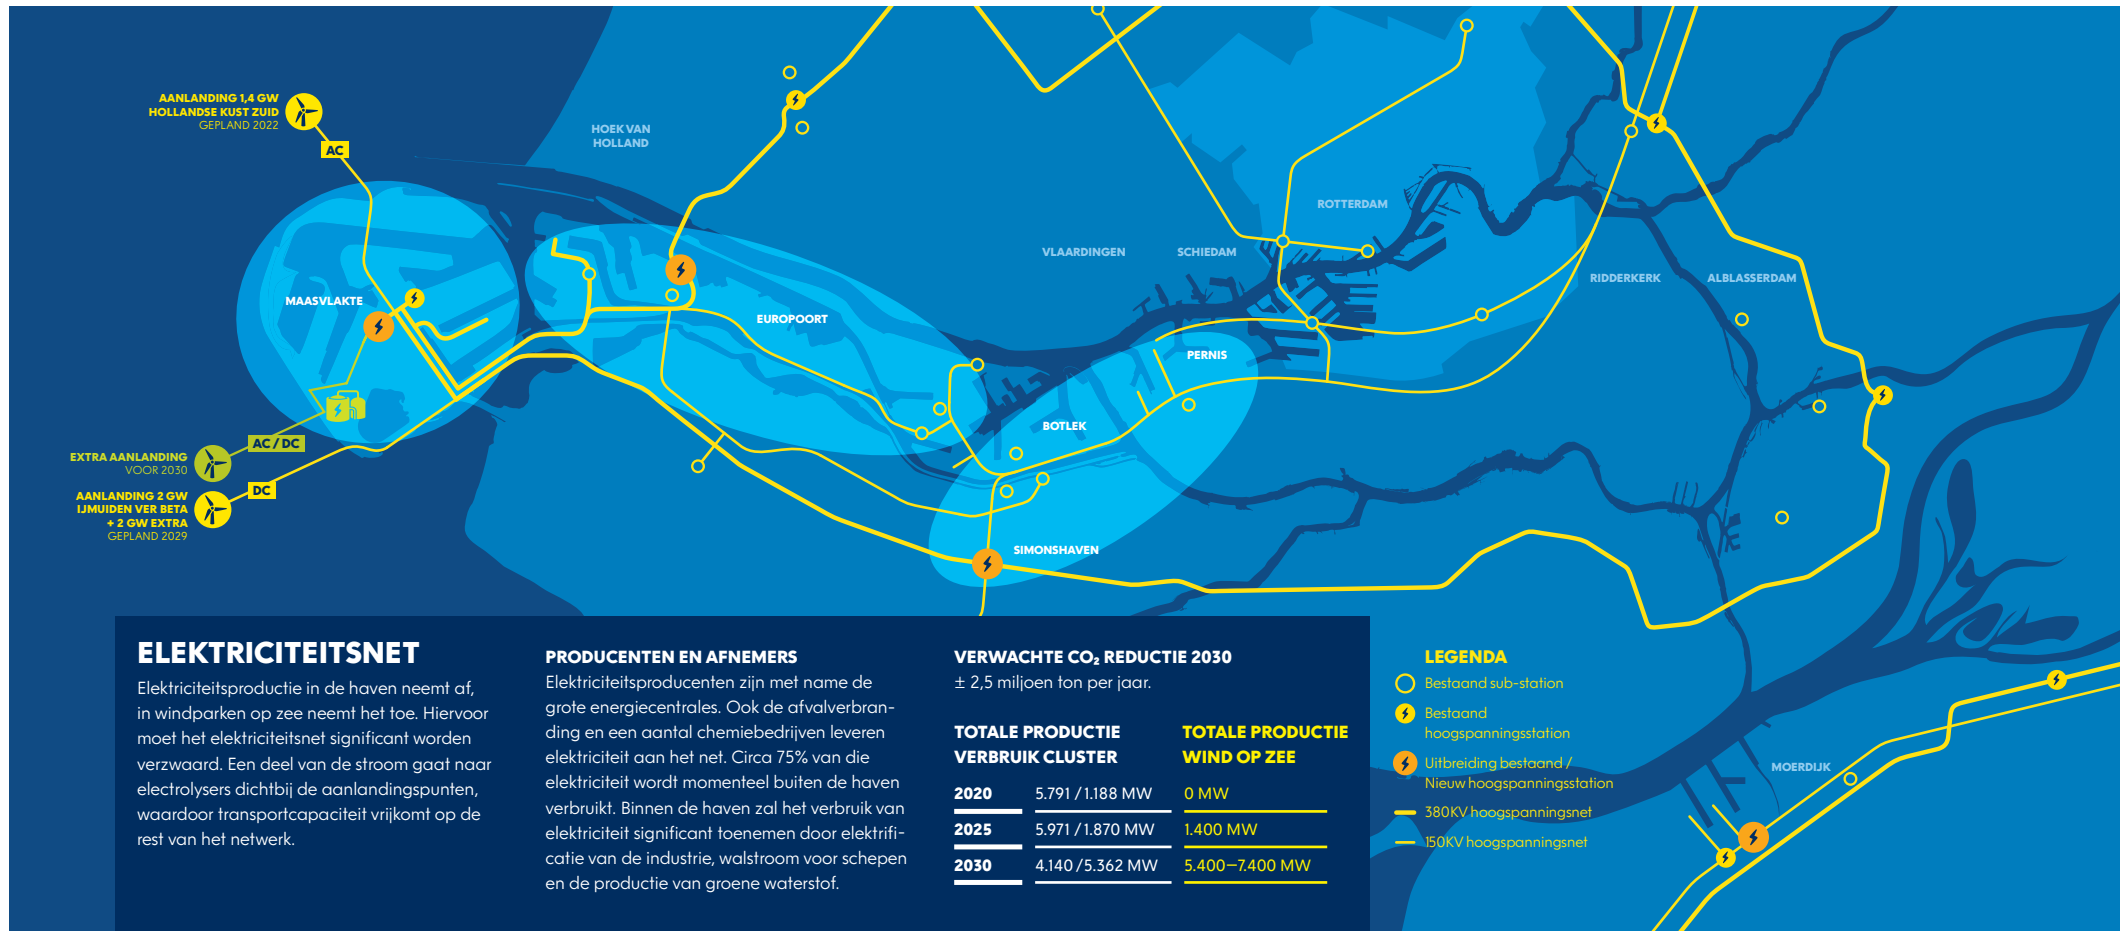 AANLANDING 1,4 GW
HOLLANDSE KUST ZUID
GEPLAND 2022
AC
HOEK VAN
HOLLAND
MAASVLAKTE
EUROPOORT
VLAARDINGEN
SCHIEDAM
ROTTERDAM
RIDDERKERK
ALBLASSERDAM
PERNIS
BOTLEK
SIMONSHAVEN
MOERDIJK
AC / DC
EXTRA AANLANDING
VOOR 2030
DC
AANLANDING 2 GW
IJMUIDEN VER BETA
+ 2 GW EXTRA
GEPLAND 2029
ELEKTRICITEITSNET
Elektriciteitsproductie in de haven neemt af,
in windparken op zee neemt het toe. Hiervoor
moet het elektriciteitsnet significant worden
verzwaard. Een deel van de stroom gaat naar
electrolysers dichtbij de aanlandingspunten,
waardoor transportcapaciteit vrijkomt op de
rest van het netwerk.
PRODUCENTEN EN AFNEMERS
Elektriciteitsproducenten zijn met name de
grote energiecentrales. Ook de afvalverbran-
ding en een aantal chemiebedrijven leveren
elektriciteit aan het net. Circa 75% van die
elektriciteit wordt momenteel buiten de haven
verbruikt. Binnen de haven zal het verbruik van
elektriciteit significant toenemen door elektrifi-
catie van de industrie, walstroom voor schepen
en de productie van groene waterstof.
VERWACHTE CO₂ REDUCTIE 2030
± 2,5 miljoen ton per jaar.
TOTALE PRODUCTIE
VERBRUIK CLUSTER
TOTALE PRODUCTIE
WIND OP ZEE
2020 5.791 / 1.188 MW 0 MW
2025 5.971 / 1.870 MW 1.400 MW
2030 4.140 / 5.362 MW 5.400–7.400 MW
LEGENDA
Bestaand sub-station
Bestaand
hoogspanningsstation
Uitbreiding bestaand /
Nieuw hoogspanningsstation
380KV hoogspanningsnet
150KV hoogspanningsnet